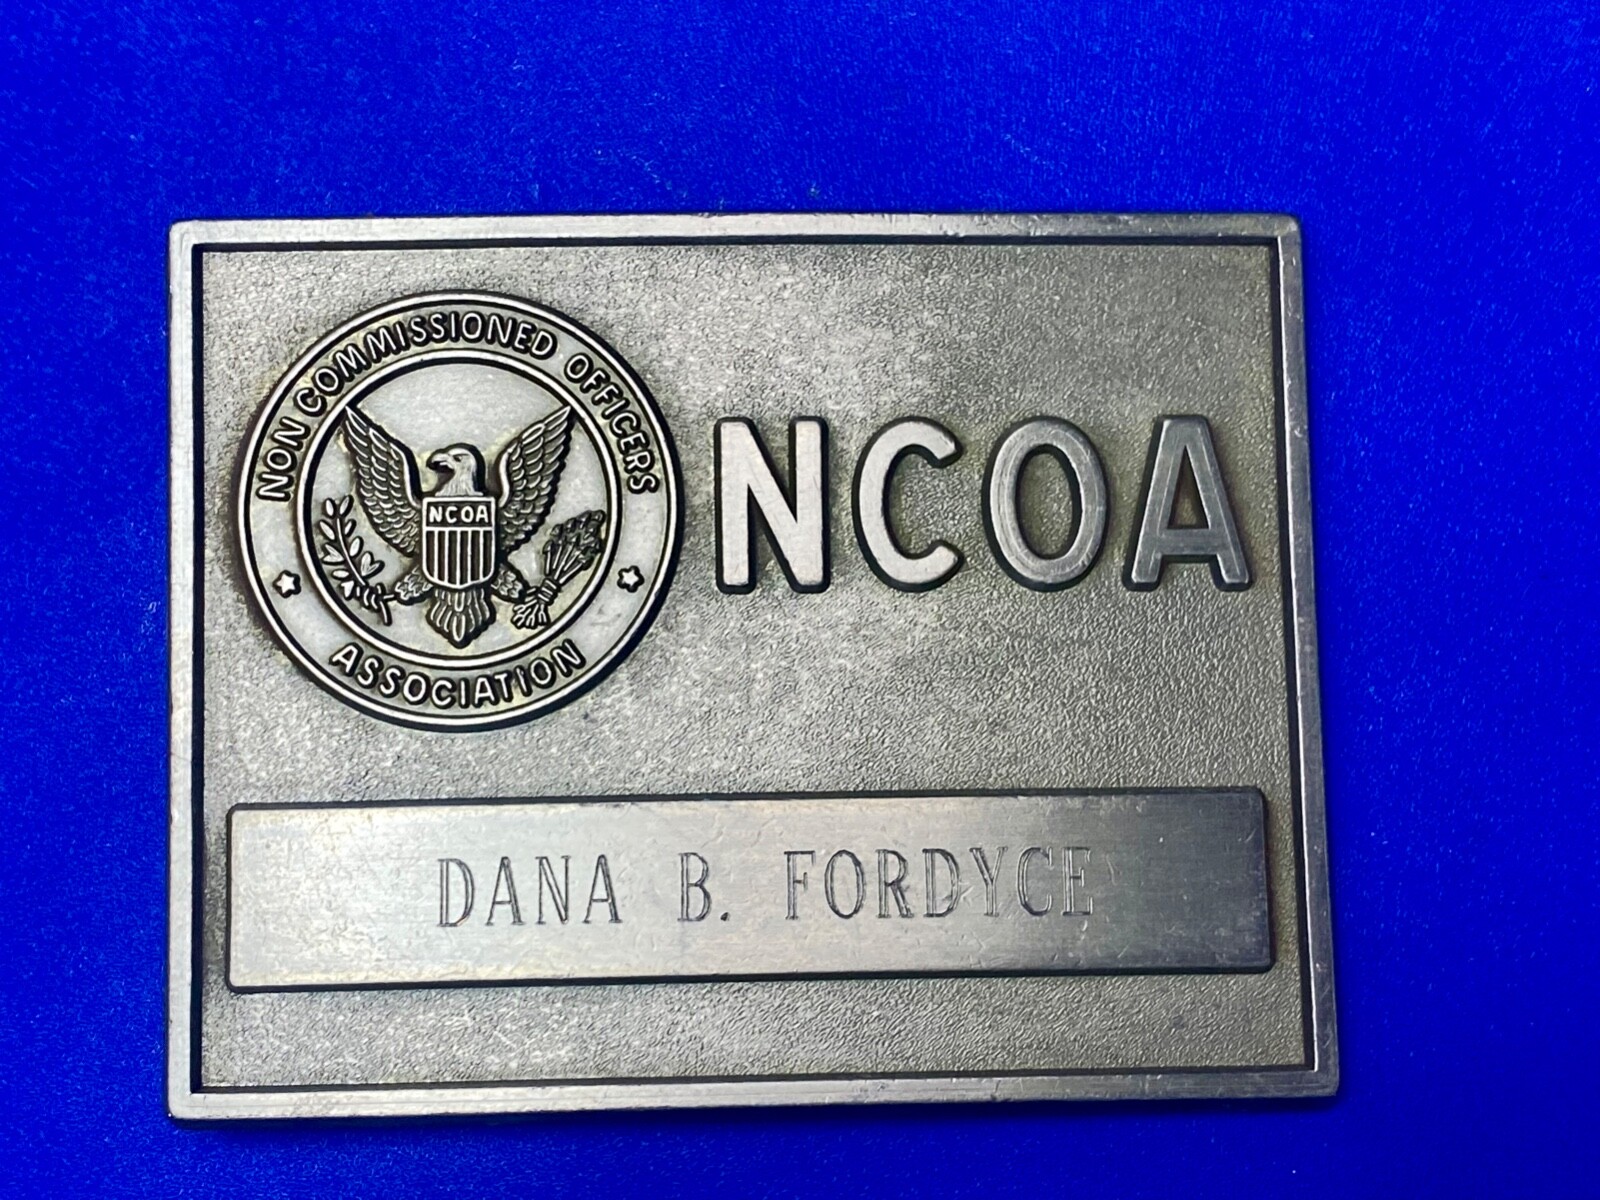 NON COMMISSIONED OFFICERS
ASSOCIATION
NCOA
NCOA
DANA B. FORDYCE